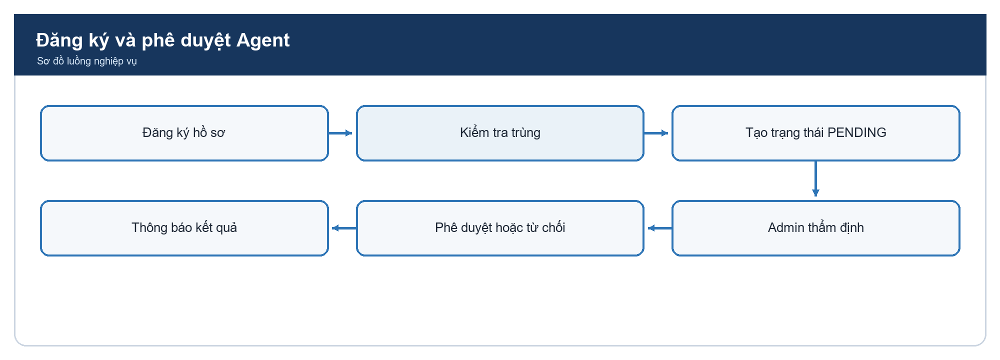 Đăng ký và phê duyệt Agent
Sơ đồ luồng nghiệp vụ
Đăng ký hồ sơ
Kiểm tra trùng
Tạo trạng thái PENDING
Admin thẩm định
Phê duyệt hoặc từ chối
Thông báo kết quả